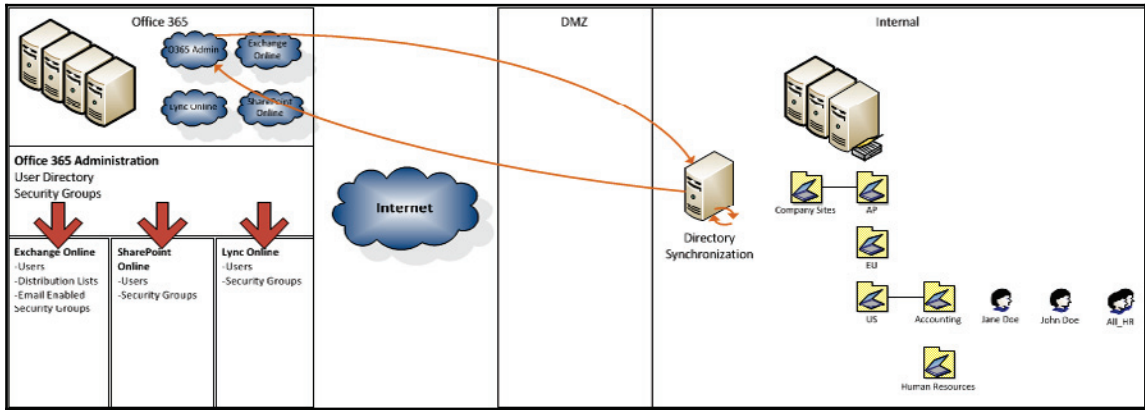 Office 365
DMZ
Internal
O365 Admin
Exchange
Online
Lync Online
SharePoint
Online
Office 365 Administration
User Directory
Security Groups
Internet
Directory
Synchronization
Company Sites
AP
EU
US
Accounting
Jane Doe
John Doe
All_HR
Human Resources
Exchange Online
-Users
-Distribution Lists
-Email Enabled
Security Groups
SharePoint
Online
-Users
-Security Groups
Lync Online
-Users
-Security Groups